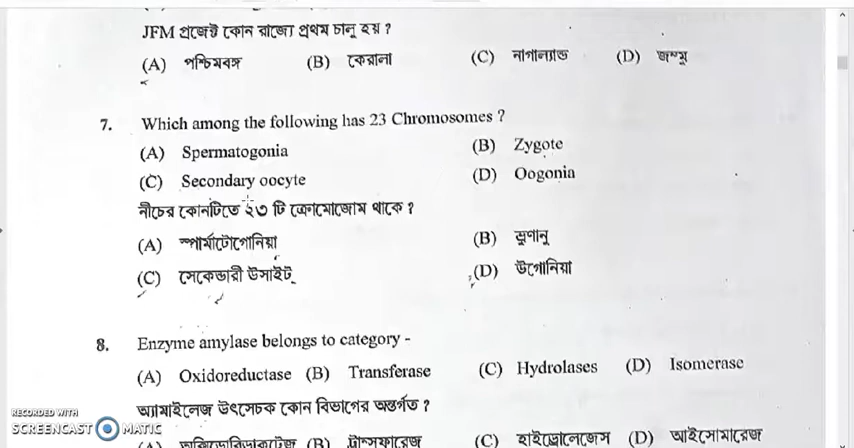 JFM প্রজেক্ট কোন রাজ্যে প্রথম চালু হয় ?
(A) পশ্চিমবঙ্গ (B) কেরালা (C) নাগাল্যান্ড (D) জম্মু
7. Which among the following has 23 Chromosomes ?
(A) Spermatogonia (B) Zygote
(C) Secondary oocyte (D) Oogonia
নীচের কোনটিতে ২৩ টি ক্রোমোজোম থাকে ?
(A) স্পার্মাটোগোনিয়া (B) ভ্রূণানু
(C) সেকেন্ডারী উসাইট্ (D) উগোনিয়া
8. Enzyme amylase belongs to category -
(A) Oxidoreductase (B) Transferase (C) Hydrolases (D) Isomerase
অ্যামাইলেজ উৎসেচক কোন বিভাগের অন্তর্গত ?
(B) ট্রান্সফারেজ (C) হাইড্রোলেজেস (D) আইসোমারেজ
RECORDED WITH
SCREENCAST MATIC